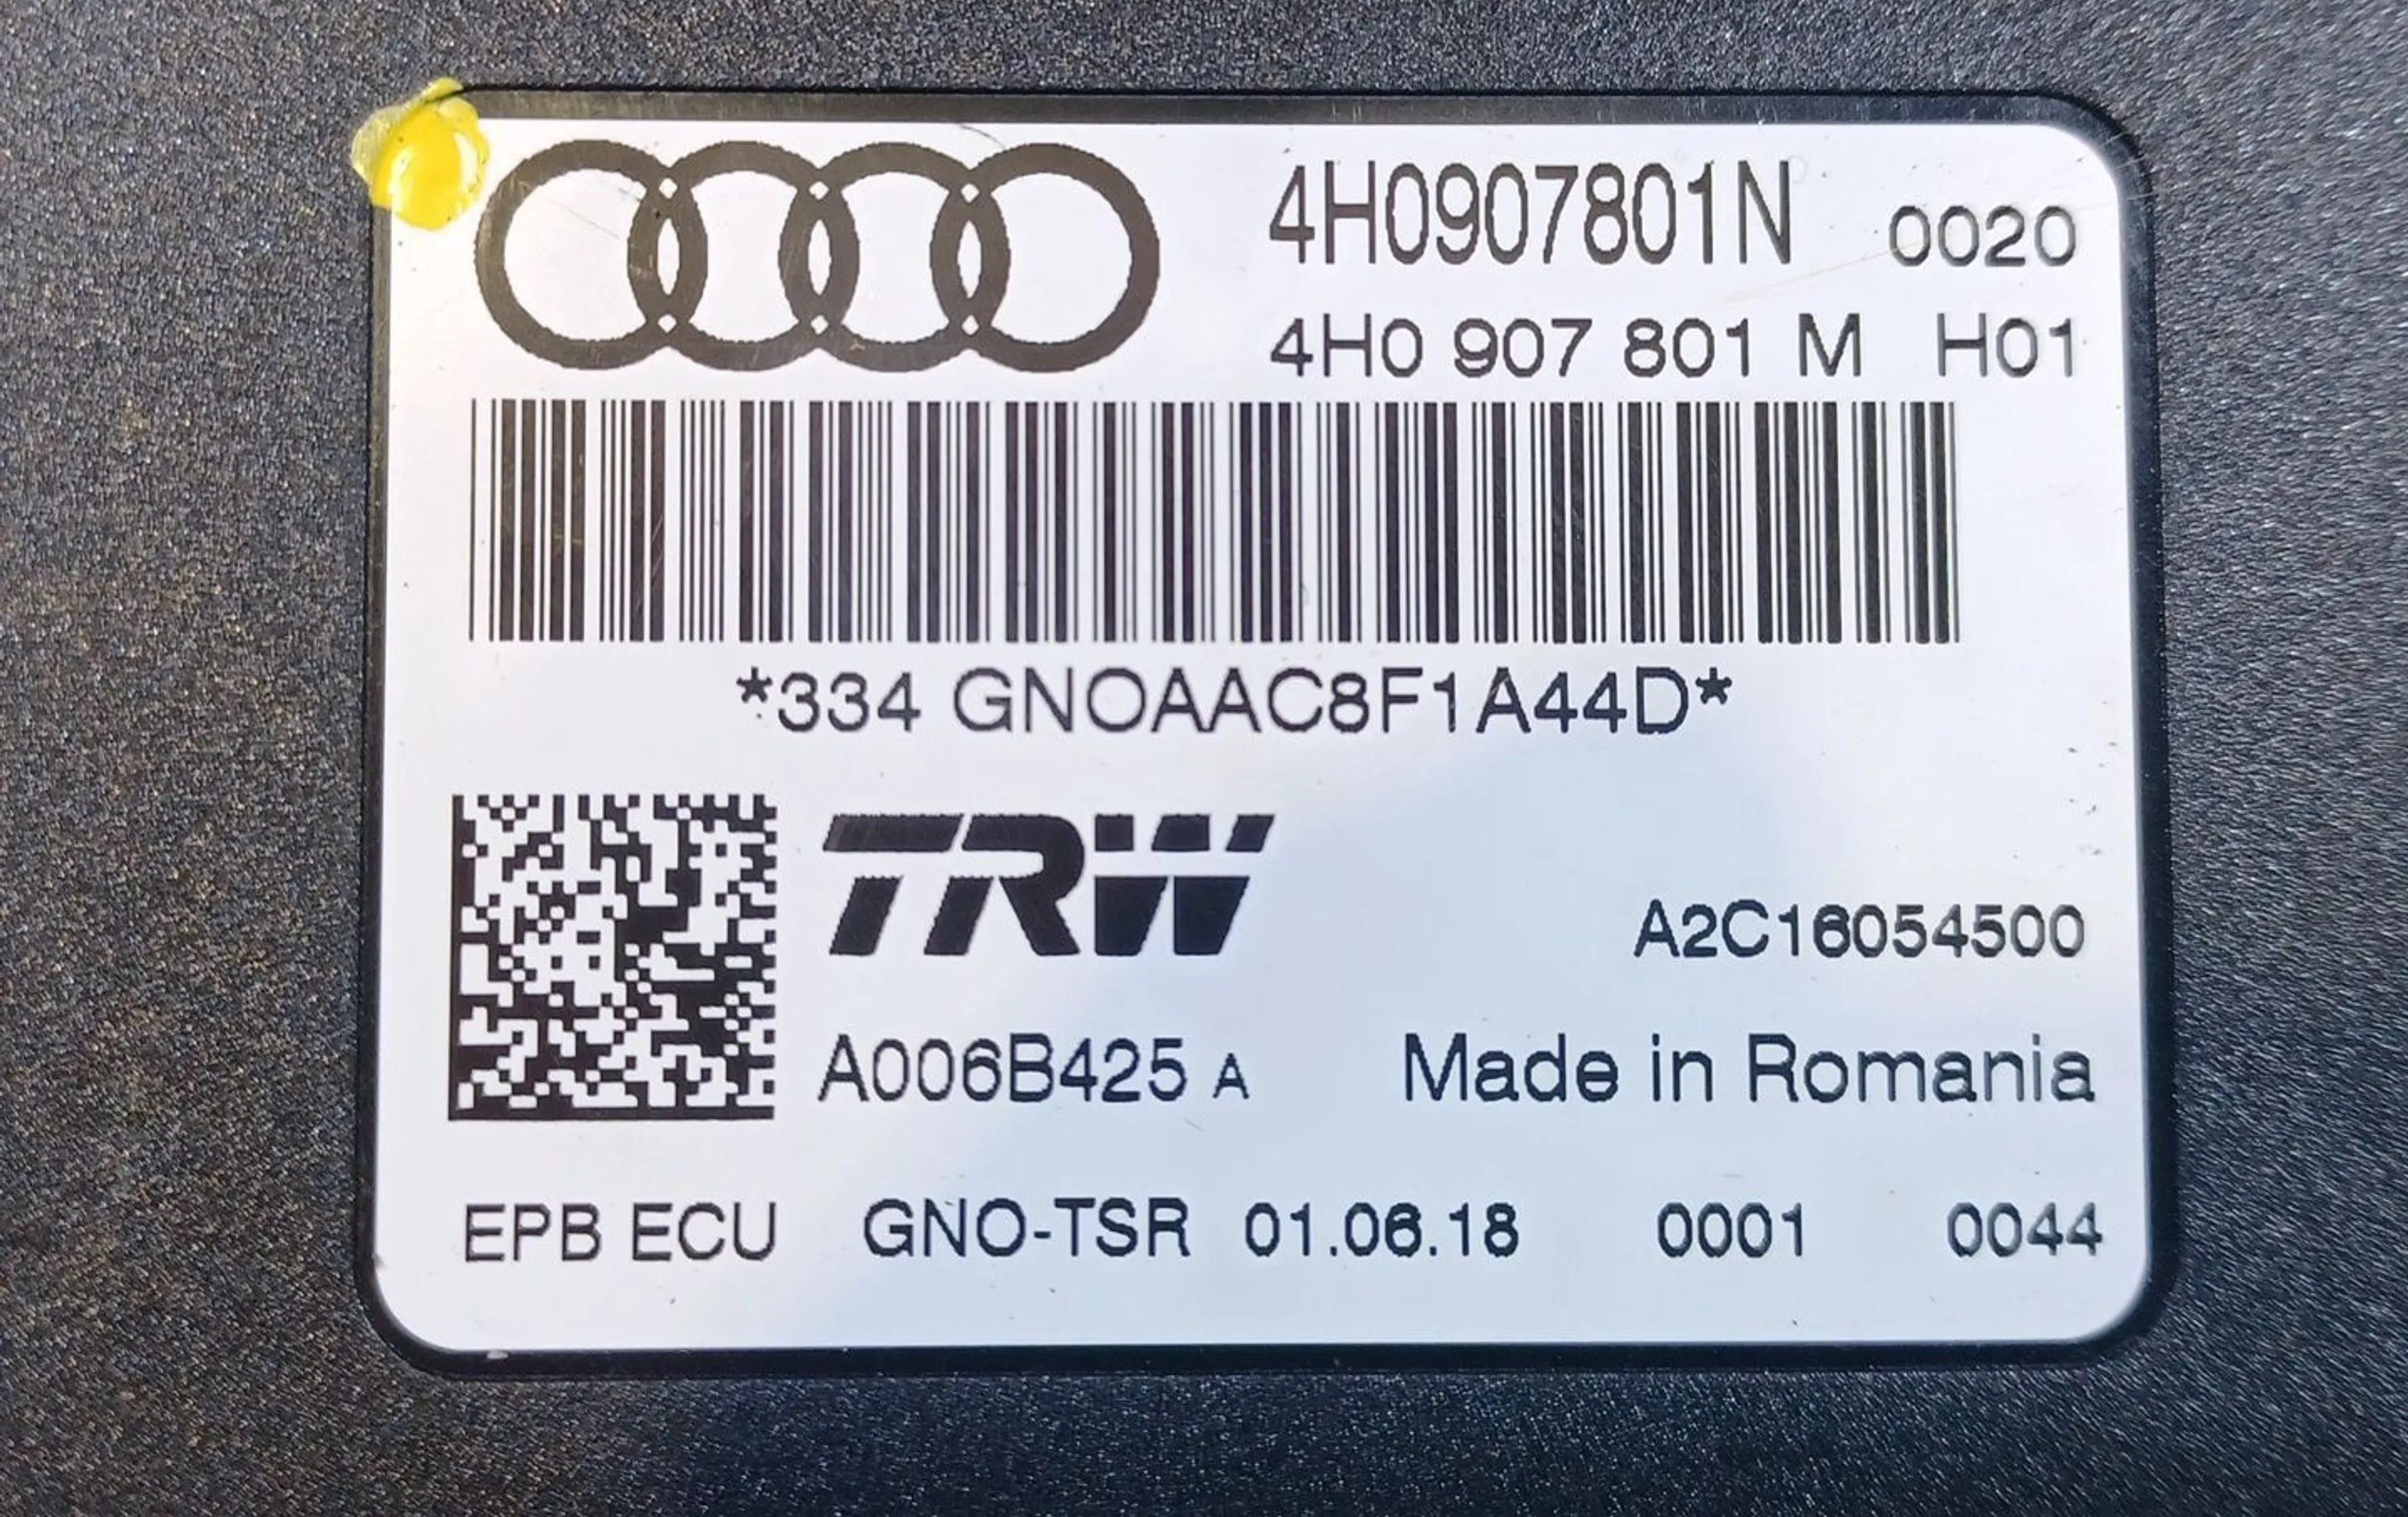 4H0907801N 0020
4H0 907 801 M H01
*334 GNOAAC8F1A44D*
TRW
A2C16054500
A006B425 A Made in Romania
EPB ECU GNO-TSR 01.06.18 0001 0044